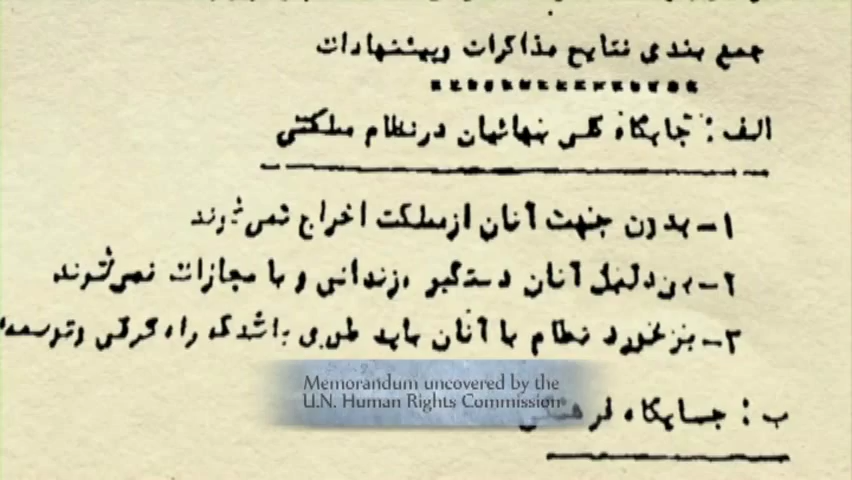 جمع بندی نتایج مذاکرات وپیشنهادات
الف : جایگاه کلی بهائیان درنظام مملکتی
۱- بدون جهت آنان ازمملکت اخراج نمی شوند
۲- بی دلیل آنان دستگیر ، زندانی و یا مجازات نمی شوند
۳- برخورد نظام با آنان باید طوری باشد که راه ترقی وتوسعه
Memorandum uncovered by the
U.N. Human Rights Commission
ب : جایگاه فرهنگی